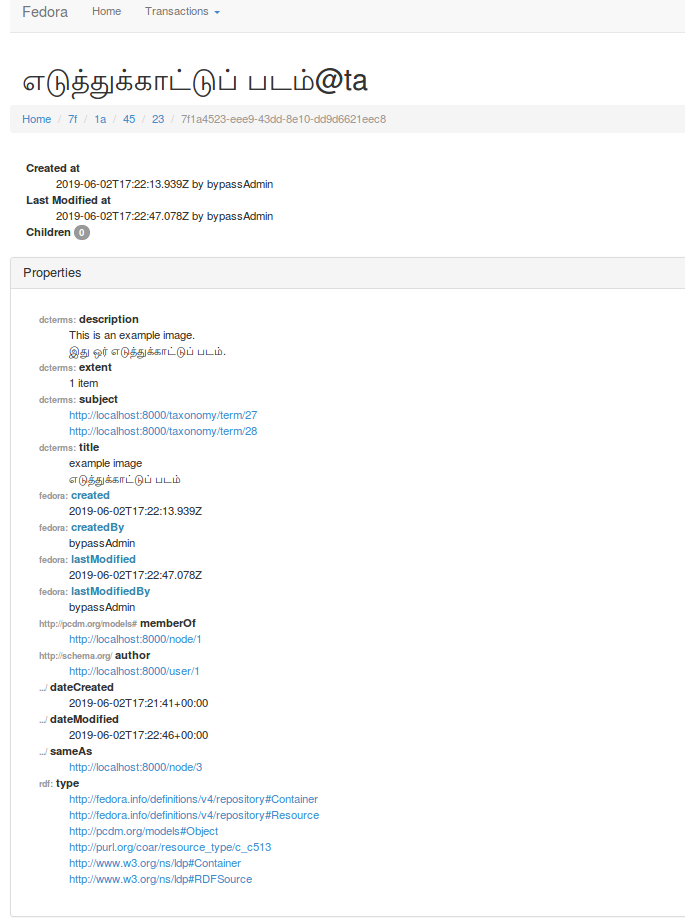 Fedora Home Transactions
எடுத்துக்காட்டுப் படம்@ta
Home / 7f / 1a / 45 / 23 / 7f1a4523-eee9-43dd-8e10-dd9d6621eec8
Created at
2019-06-02T17:22:13.939Z by bypassAdmin
Last Modified at
2019-06-02T17:22:47.078Z by bypassAdmin
Children 0
Properties
dcterms: description
This is an example image.
இது ஓர் எடுத்துக்காட்டுப் படம்.
dcterms: extent
1 item
dcterms: subject
http://localhost:8000/taxonomy/term/27
http://localhost:8000/taxonomy/term/28
dcterms: title
example image
எடுத்துக்காட்டுப் படம்
fedora: created
2019-06-02T17:22:13.939Z
fedora: createdBy
bypassAdmin
fedora: lastModified
2019-06-02T17:22:47.078Z
fedora: lastModifiedBy
bypassAdmin
http://pcdm.org/models# memberOf
http://localhost:8000/node/1
http://schema.org/ author
http://localhost:8000/user/1
.../ dateCreated
2019-06-02T17:21:41+00:00
.../ dateModified
2019-06-02T17:22:46+00:00
.../ sameAs
http://localhost:8000/node/3
rdf: type
http://fedora.info/definitions/v4/repository#Container
http://fedora.info/definitions/v4/repository#Resource
http://pcdm.org/models#Object
http://purl.org/coar/resource_type/c_c513
http://www.w3.org/ns/ldp#Container
http://www.w3.org/ns/ldp#RDFSource